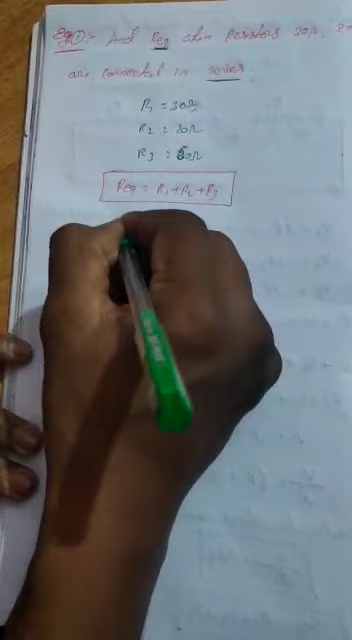 Eg①:- Find Req when Resistors 30Ω,
are connected in series.
R1 = 30Ω
R2 = 20Ω
R3 = 50Ω
Req = R1+R2+R3